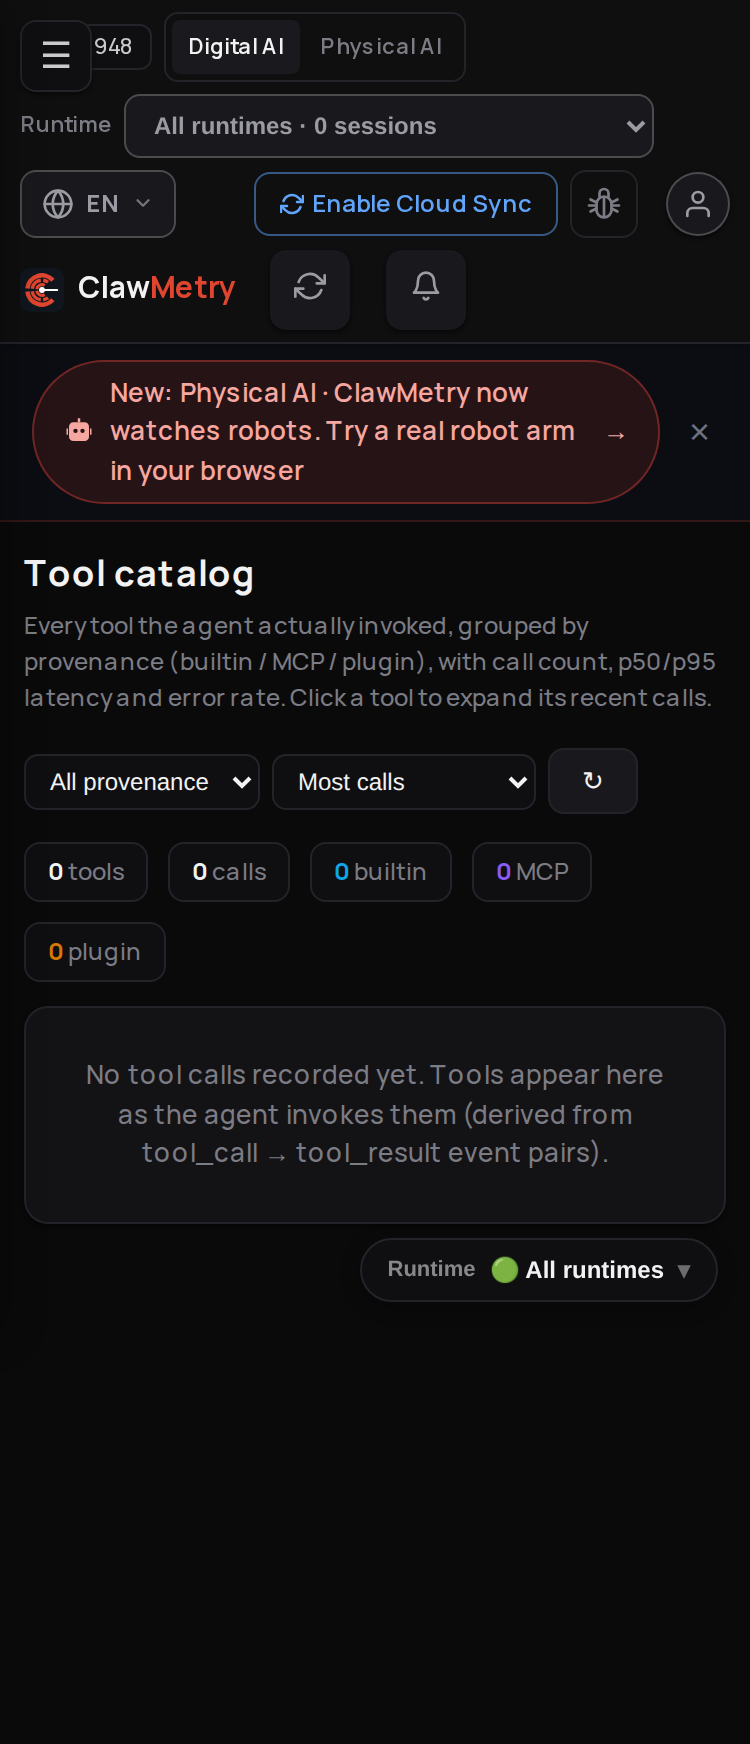 ☰
948
Digital AI
Physical AI
Runtime
All runtimes · 0 sessions
EN
Enable Cloud Sync
ClawMetry
New: Physical AI · ClawMetry now
watches robots. Try a real robot arm →
in your browser
×
Tool catalog
Every tool the agent actually invoked, grouped by
provenance (builtin / MCP / plugin), with call count, p50/p95
latency and error rate. Click a tool to expand its recent calls.
All provenance
Most calls
↻
0 tools
0 calls
0 builtin
0 MCP
0 plugin
No tool calls recorded yet. Tools appear here
as the agent invokes them (derived from
tool_call → tool_result event pairs).
Runtime 🟢 All runtimes ▾